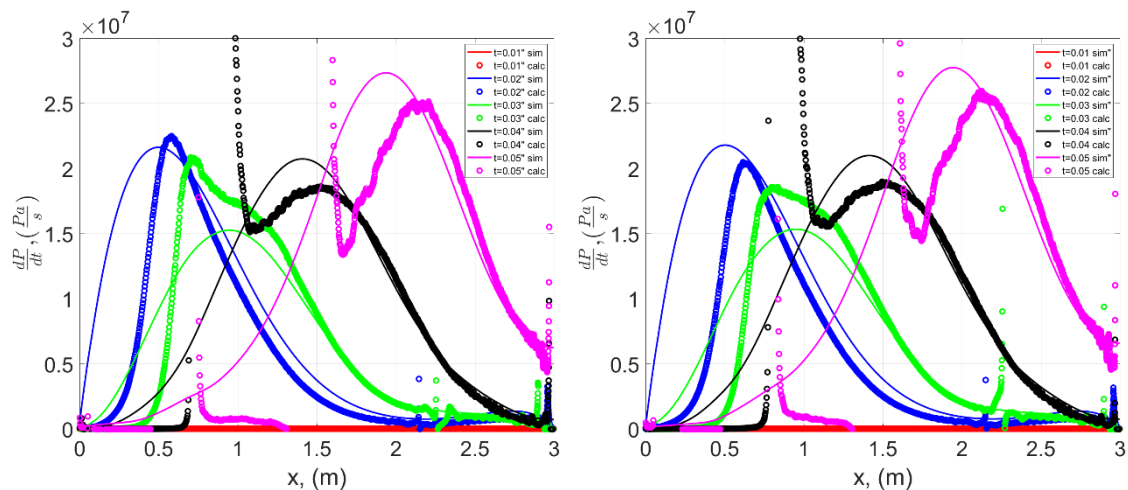 ×10⁷
3
2.5
2
1.5
1
0.5
0
0 0.5 1 1.5 2 2.5 3
x, (m)
dP/dt, (Pa/s)
t=0.01" sim
t=0.01" calc
t=0.02" sim
t=0.02" calc
t=0.03" sim
t=0.03" calc
t=0.04" sim
t=0.04" calc
t=0.05" sim
t=0.05" calc
×10⁷
3
2.5
2
1.5
1
0.5
0
0 0.5 1 1.5 2 2.5 3
x, (m)
dP/dt, (Pa/s)
t=0.01 sim"
t=0.01 calc
t=0.02 sim"
t=0.02 calc
t=0.03 sim"
t=0.03 calc
t=0.04 sim"
t=0.04 calc
t=0.05 sim"
t=0.05 calc